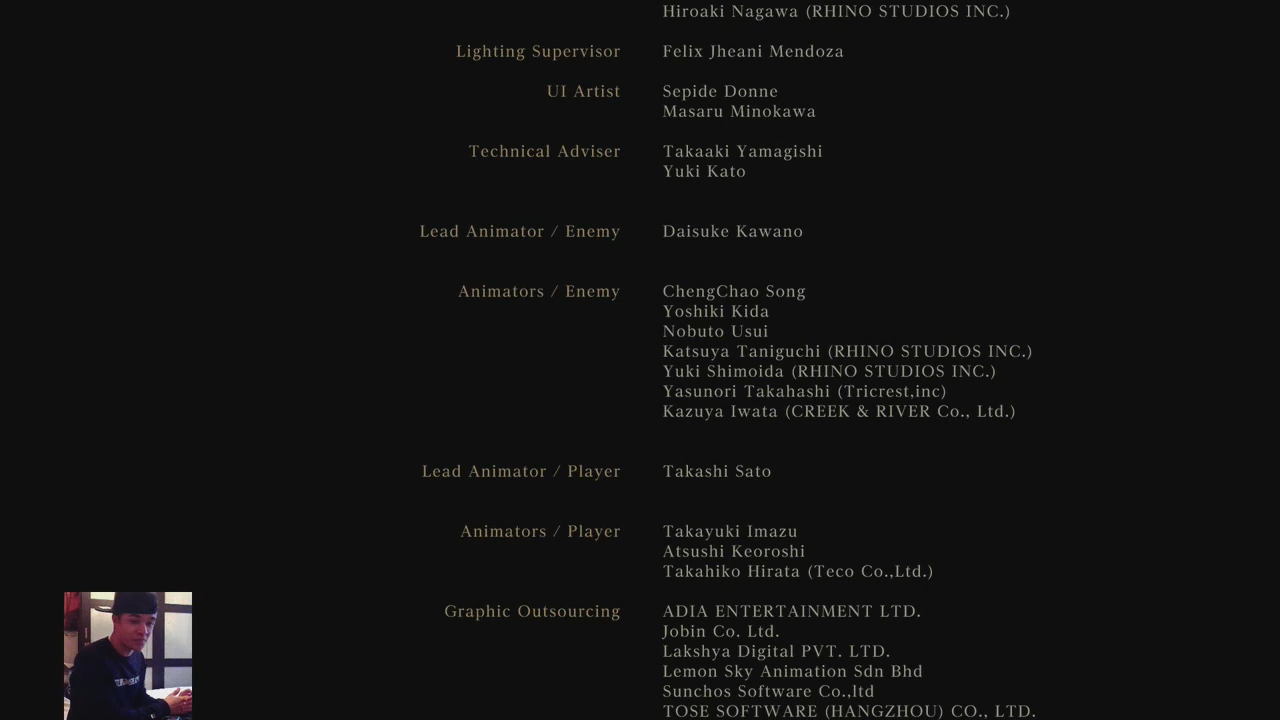 Hiroaki Nagawa (RHINO STUDIOS INC.)
Lighting Supervisor Felix Jheani Mendoza
UI Artist Sepide Donne
Masaru Minokawa
Technical Adviser Takaaki Yamagishi
Yuki Kato
Lead Animator / Enemy Daisuke Kawano
Animators / Enemy ChengChao Song
Yoshiki Kida
Nobuto Usui
Katsuya Taniguchi (RHINO STUDIOS INC.)
Yuki Shimoida (RHINO STUDIOS INC.)
Yasunori Takahashi (Tricrest,inc)
Kazuya Iwata (CREEK & RIVER Co., Ltd.)
Lead Animator / Player Takashi Sato
Animators / Player Takayuki Imazu
Atsushi Keoroshi
Takahiko Hirata (Teco Co.,Ltd.)
Graphic Outsourcing ADIA ENTERTAINMENT LTD.
Jobin Co. Ltd.
Lakshya Digital PVT. LTD.
Lemon Sky Animation Sdn Bhd
Sunchos Software Co.,ltd
TOSE SOFTWARE (HANGZHOU) CO., LTD.